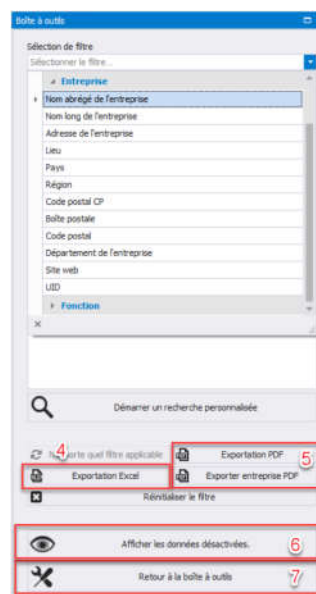 Boîte à outils
Sélection de filtre
Sélectionner le filtre...
Entreprise
Nom abrégé de l'entreprise
Nom long de l'entreprise
Adresse de l'entreprise
Lieu
Pays
Région
Code postal CP
Boîte postale
Code postal
Département de l'entreprise
Site web
UID
Fonction
Démarrer un recherche personnalisée
4
5
quel filtre applicable
Exportation PDF
Exportation Excel
Exporter entreprise PDF
Réinitialiser le filtre
Afficher les données désactivées.
6
Retour à la boîte à outils
7